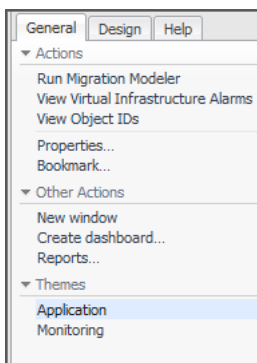 General Design Help
Actions
Run Migration Modeler
View Virtual Infrastructure Alarms
View Object IDs
Properties...
Bookmark...
Other Actions
New window
Create dashboard...
Reports...
Themes
Application
Monitoring